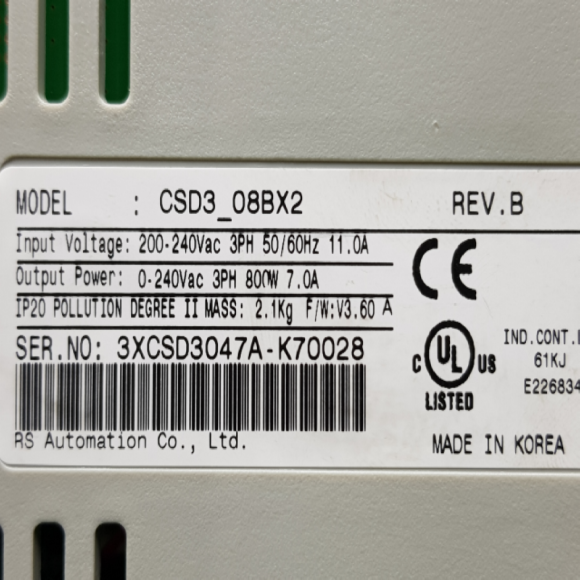 MODEL : CSD3_08BX2 REV.B
Input Voltage: 200-240Vac 3PH 50/60Hz 11.0A
Output Power: 0-240Vac 3PH 800W 7.0A
IP20 POLLUTION DEGREE II MASS: 2.1Kg F/W:V3.60 A
CE
SER.NO: 3XCSD3047A-K70028
C UL US
LISTED
IND.CONT.
61KJ
E226834
RS Automation Co., Ltd.
MADE IN KOREA